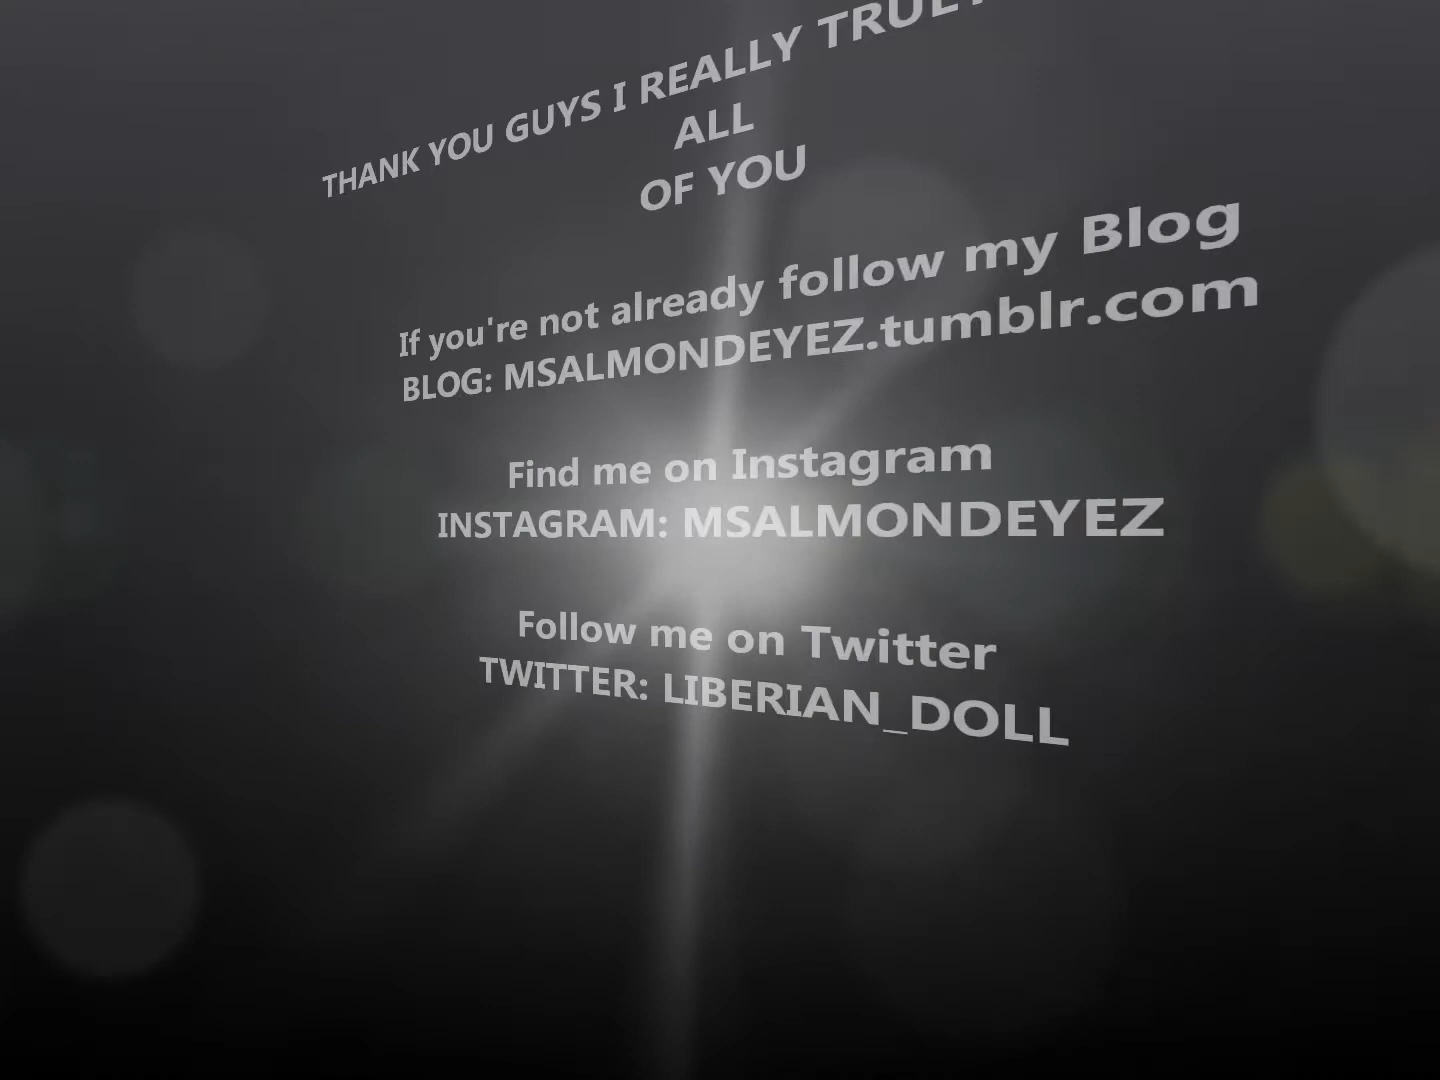 THANK YOU GUYS I REALLY
ALL
OF YOU
If you're not already follow my Blog
BLOG: MSALMONDEYEZ.tumblr.com
Find me on Instagram
INSTAGRAM: MSALMONDEYEZ
Follow me on Twitter
TWITTER: LIBERIAN_DOLL